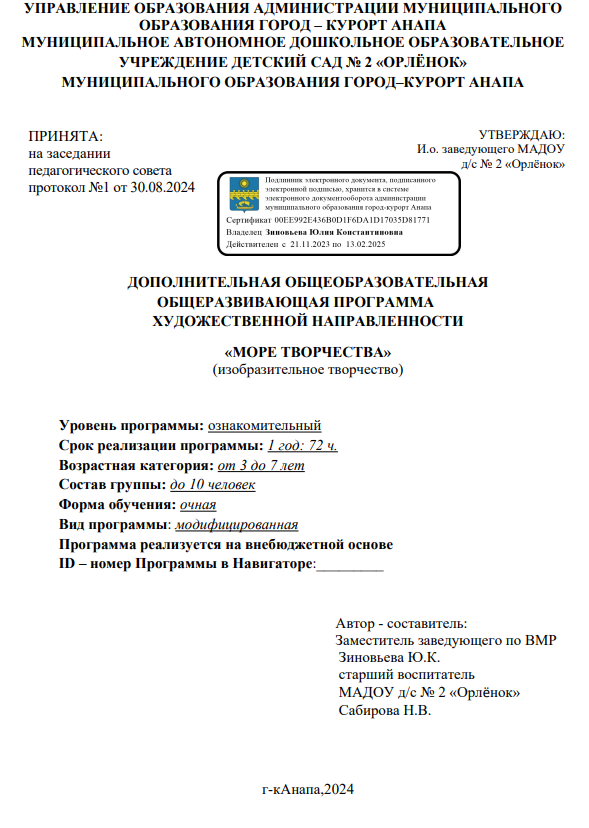 УПРАВЛЕНИЕ ОБРАЗОВАНИЯ АДМИНИСТРАЦИИ МУНИЦИПАЛЬНОГО
ОБРАЗОВАНИЯ ГОРОД – КУРОРТ АНАПА
МУНИЦИПАЛЬНОЕ АВТОНОМНОЕ ДОШКОЛЬНОЕ ОБРАЗОВАТЕЛЬНОЕ
УЧРЕЖДЕНИЕ ДЕТСКИЙ САД № 2 «ОРЛЁНОК»
МУНИЦИПАЛЬНОГО ОБРАЗОВАНИЯ ГОРОД–КУРОРТ АНАПА
ПРИНЯТА:
на заседании
педагогического совета
протокол №1 от 30.08.2024
УТВЕРЖДАЮ:
И.о. заведующего МАДОУ
д/с № 2 «Орлёнок»
Подлинник электронного документа, подписанного
электронной подписью, хранится в системе
электронного документооборота администрации
муниципального образования город-курорт Анапа
Сертификат 00EE992E436B0D1F6DA1D17035D81771
Владелец Зиновьева Юлия Константиновна
Действителен с 21.11.2023 по 13.02.2025
ДОПОЛНИТЕЛЬНАЯ ОБЩЕОБРАЗОВАТЕЛЬНАЯ
ОБЩЕРАЗВИВАЮЩАЯ ПРОГРАММА
ХУДОЖЕСТВЕННОЙ НАПРАВЛЕННОСТИ
«МОРЕ ТВОРЧЕСТВА»
(изобразительное творчество)
Уровень программы: ознакомительный
Срок реализации программы: 1 год: 72 ч.
Возрастная категория: от 3 до 7 лет
Состав группы: до 10 человек
Форма обучения: очная
Вид программы: модифицированная
Программа реализуется на внебюджетной основе
ID – номер Программы в Навигаторе:_________
Автор - составитель:
Заместитель заведующего по ВМР
Зиновьева Ю.К.
старший воспитатель
МАДОУ д/с № 2 «Орлёнок»
Сабирова Н.В.
г-кАнапа,2024